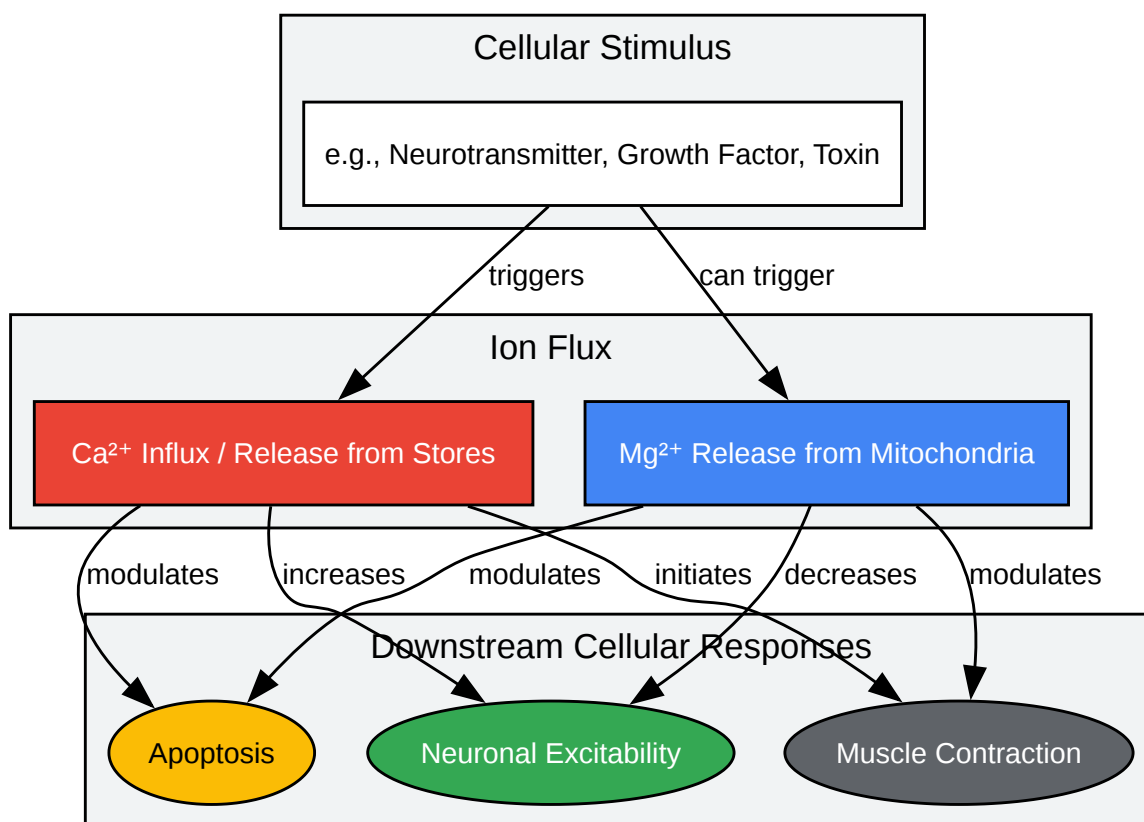 Cellular Stimulus
e.g., Neurotransmitter, Growth Factor, Toxin
triggers
can trigger
Ion Flux
Ca²⁺ Influx / Release from Stores
Mg²⁺ Release from Mitochondria
modulates
increases
modulates
initiates
decreases
modulates
Downstream Cellular Responses
Apoptosis
Neuronal Excitability
Muscle Contraction